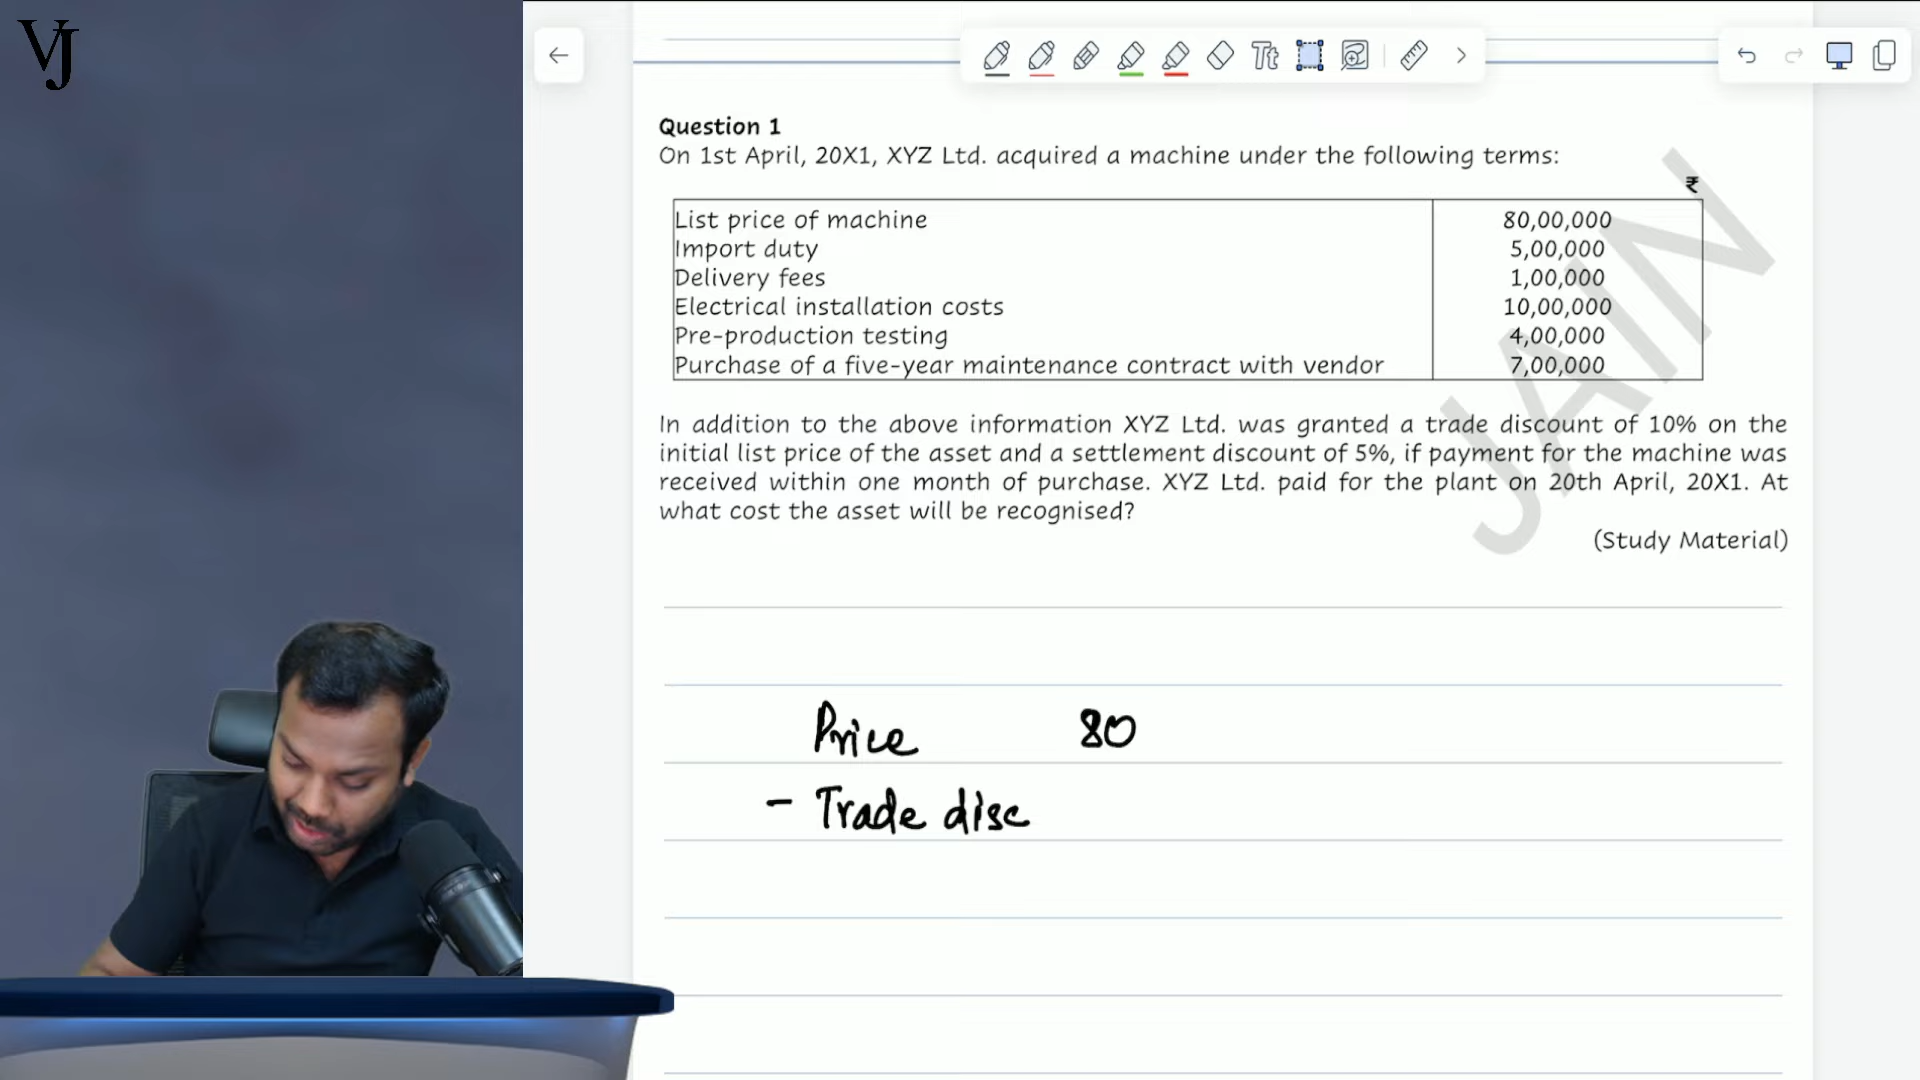 VJ
Tt
Question 1
On 1st April, 20X1, XYZ Ltd. acquired a machine under the following terms:
₹
List price of machine 80,00,000
Import duty 5,00,000
Delivery fees 1,00,000
Electrical installation costs 10,00,000
Pre-production testing 4,00,000
Purchase of a five-year maintenance contract with vendor 7,00,000
In addition to the above information XYZ Ltd. was granted a trade discount of 10% on the
initial list price of the asset and a settlement discount of 5%, if payment for the machine was
received within one month of purchase. XYZ Ltd. paid for the plant on 20th April, 20X1. At
what cost the asset will be recognised?
(Study Material)
JAIN
Price 80
- Trade disc